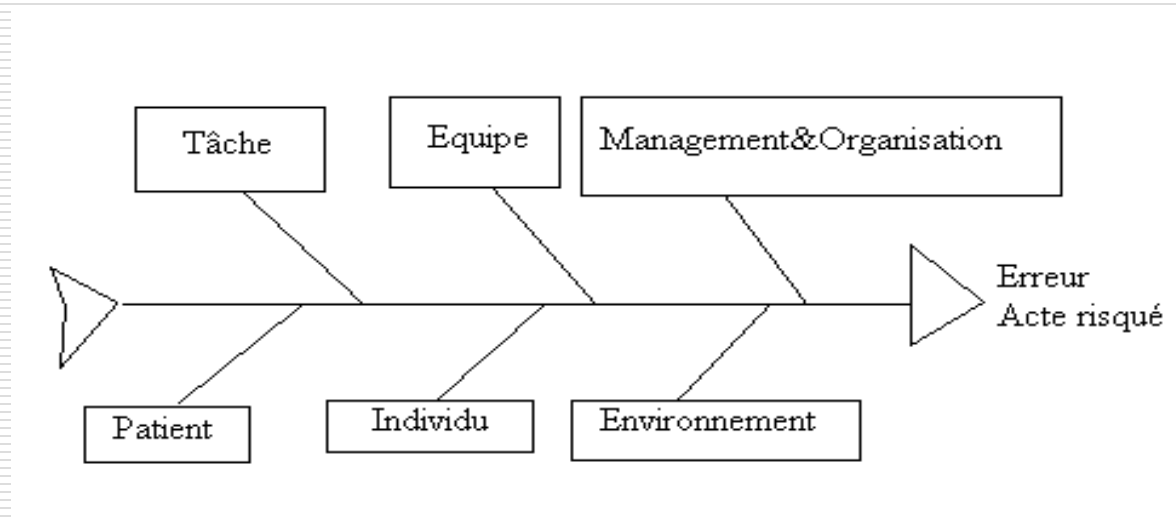 Tâche
Equipe
Management&Organisation
Erreur
Acte risqué
Patient
Individu
Environnement